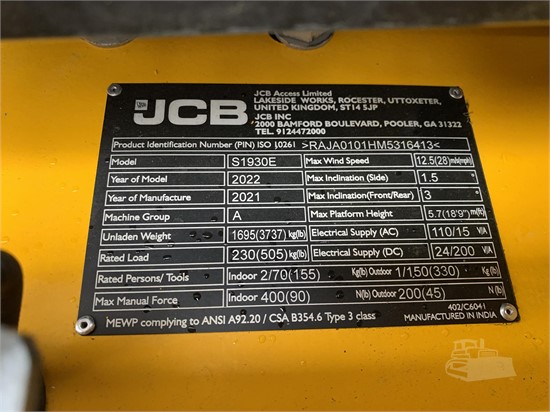 JCB
JCB Access Limited
LAKESIDE WORKS, ROCESTER, UTTOXETER,
UNITED KINGDOM, ST14 5JP
JCB INC
2000 BAMFORD BOULEVARD, POOLER, GA 31322
TEL. 9124472000
Product Identification Number (PIN) ISO 10261 >RAJA0101HM5316413<
Model S1930E Max Wind Speed 12.5(28) m/s(mph)
Year of Model 2022 Max Inclination (Side) 1.5 °
Year of Manufacture 2021 Max Inclination(Front/Rear) 3 °
Machine Group A Max Platform Height 5.7(18'9") m(ft)
Unladen Weight 1695(3737) kg(lb) Electrical Supply (AC) 110/15 V/A
Rated Load 230(505) kg(lb) Electrical Supply (DC) 24/200 V/A
Rated Persons/ Tools Indoor 2/70(155) Kg(lb) Outdoor 1/150(330) Kg(lb)
Max Manual Force Indoor 400(90) N(lb) Outdoor 200(45) N(lb)
MEWP complying to ANSI A92.20 / CSA B354.6 Type 3 class
402/C6041
MANUFACTURED IN INDIA